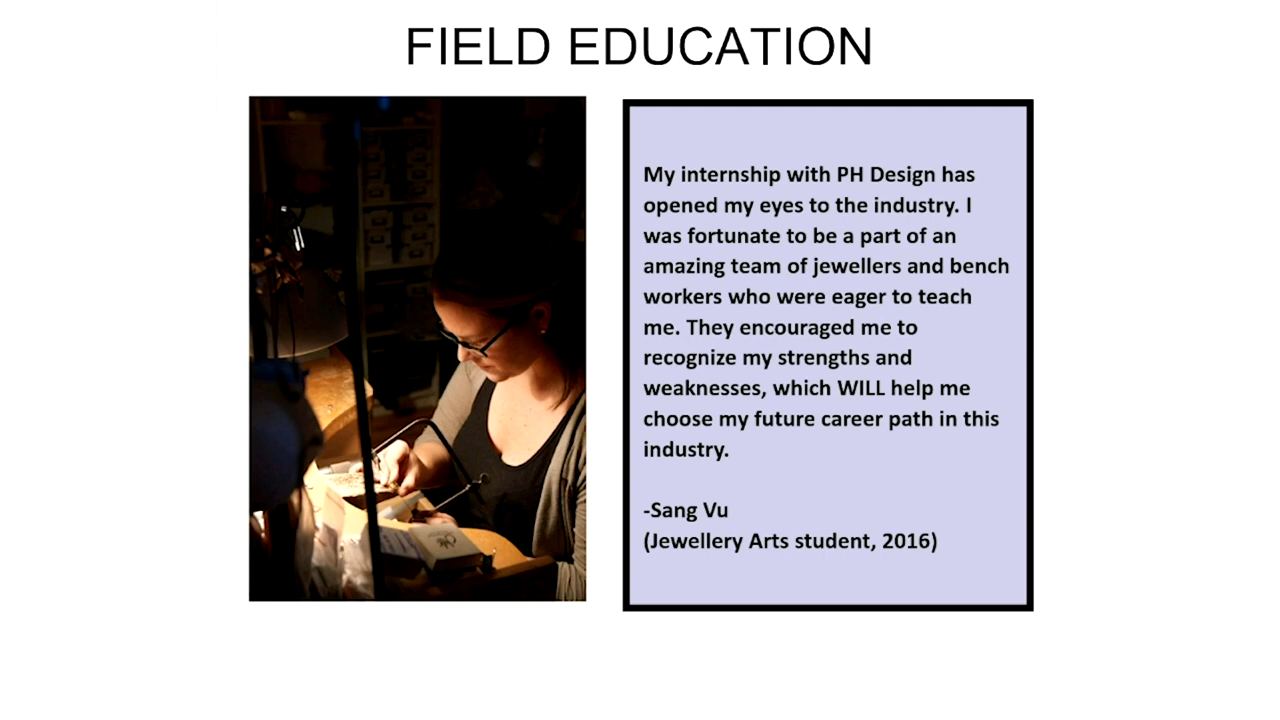 FIELD EDUCATION
My internship with PH Design has
opened my eyes to the industry. I
was fortunate to be a part of an
amazing team of jewellers and bench
workers who were eager to teach
me. They encouraged me to
recognize my strengths and
weaknesses, which WILL help me
choose my future career path in this
industry.
-Sang Vu
(Jewellery Arts student, 2016)